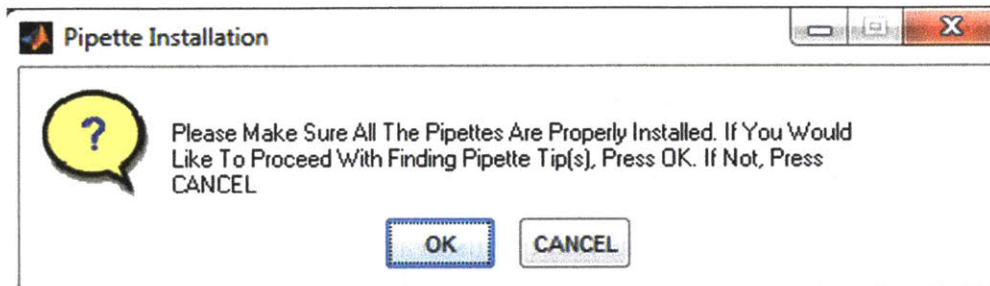 Pipette Installation
?
Please Make Sure All The Pipettes Are Properly Installed. If You Would
Like To Proceed With Finding Pipette Tip(s), Press OK. If Not, Press
CANCEL
OK CANCEL